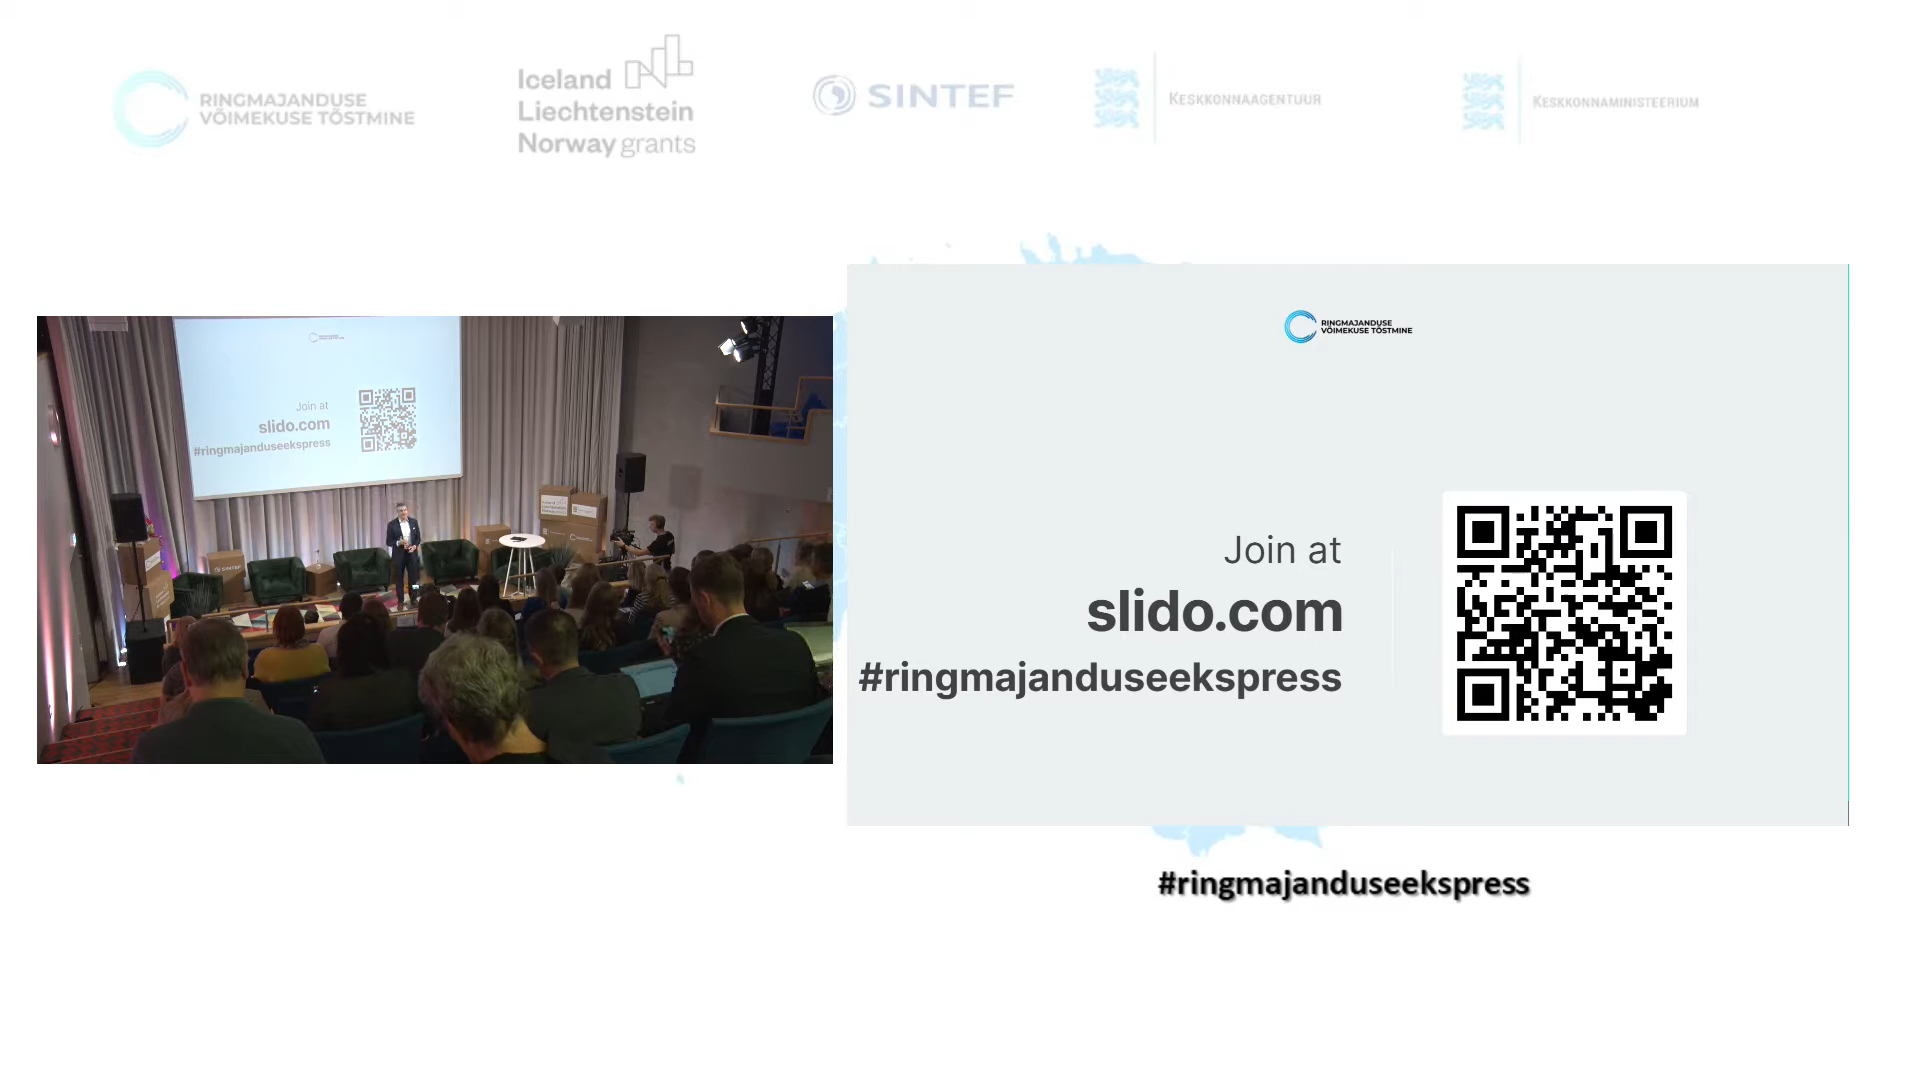 RINGMAJANDUSE
VÕIMEKUSE TÕSTMINE
Iceland
Liechtenstein
Norway grants
SINTEF
KESKKONNAAGENTUUR
KESKKONNAMINISTEERIUM
Join at
slido.com
#ringmajanduseekspress
SINTEF
RINGMAJANDUSE
VÕIMEKUSE TÕSTMINE
Join at
slido.com
#ringmajanduseekspress
#ringmajanduseekspress